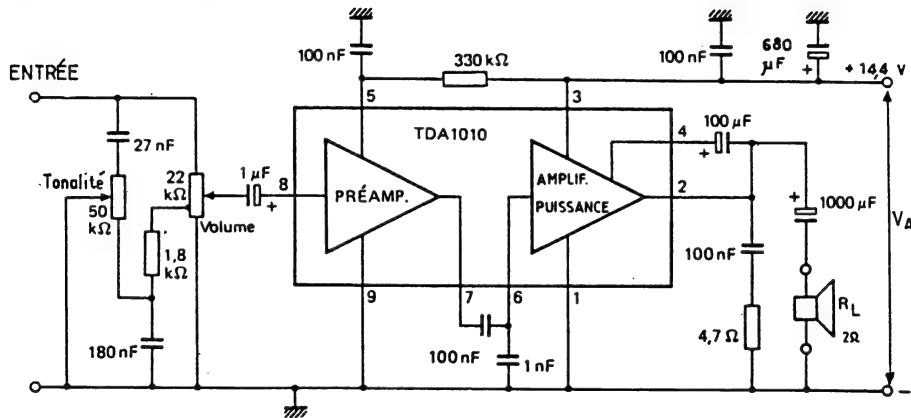 100 nF
330 kΩ
100 nF
680
µF
+
+ 14,4 V
ENTRÉE
5
3
27 nF
TDA1010
4
100 µF
+
Tonalité
50
kΩ
22
kΩ
Volume
1 µF
+
8
PRÉAMP.
AMPLIF.
PUISSANCE
2
+
1000 µF
VA
1,8
kΩ
100 nF
9
7
6
1
RL
2Ω
180 nF
100 nF
1 nF
4,7 Ω
–